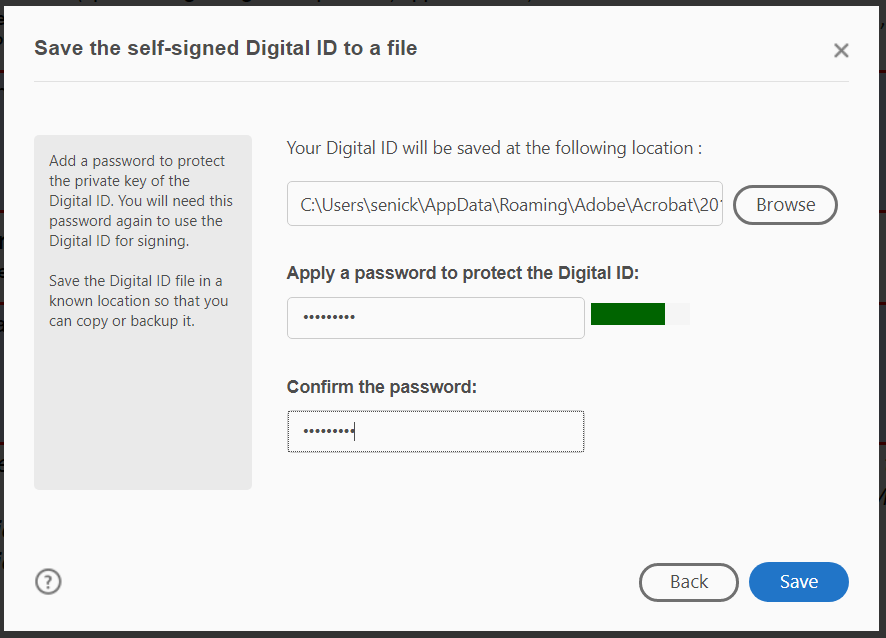 Save the self-signed Digital ID to a file
Add a password to protect
the private key of the
Digital ID. You will need this
password again to use the
Digital ID for signing.
Save the Digital ID file in a
known location so that you
can copy or backup it.
Your Digital ID will be saved at the following location :
C:\Users\senick\AppData\Roaming\Adobe\Acrobat\20
Browse
Apply a password to protect the Digital ID:
•••••••••
Confirm the password:
•••••••••
?
Back
Save